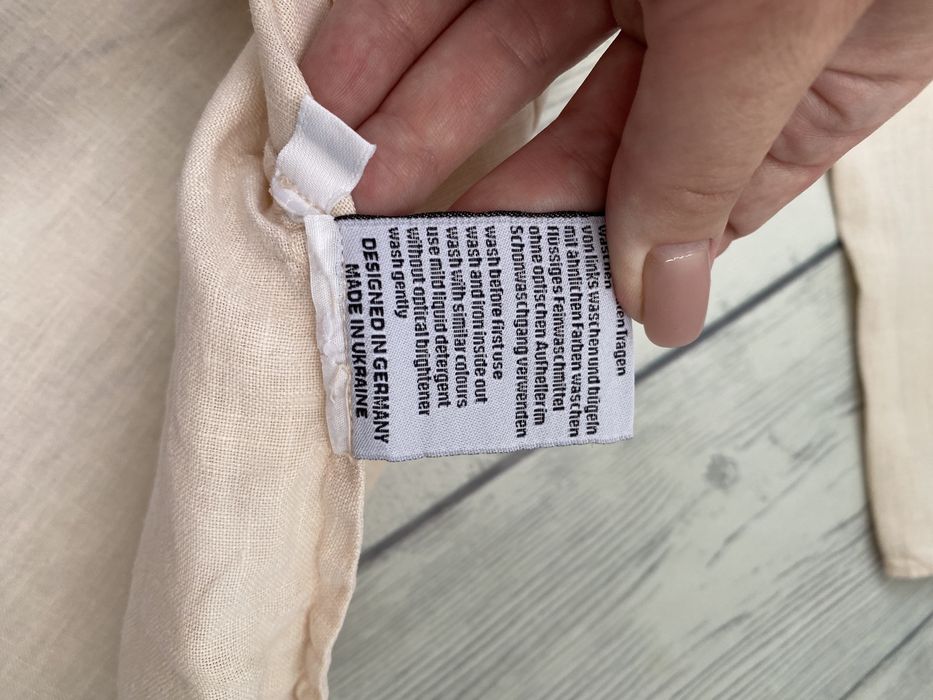 Tragen
von links waschen und bügeln
mit ähnlichen Farben waschen
flüssiges Feinwaschmittel
ohne optischen Aufheller im
Schonwaschgang verwenden
wash before first use
wash and iron inside out
wash with similar colours
use mild liquid detergent
without optical brightener
wash gently
DESIGNED IN GERMANY
MADE IN UKRAINE